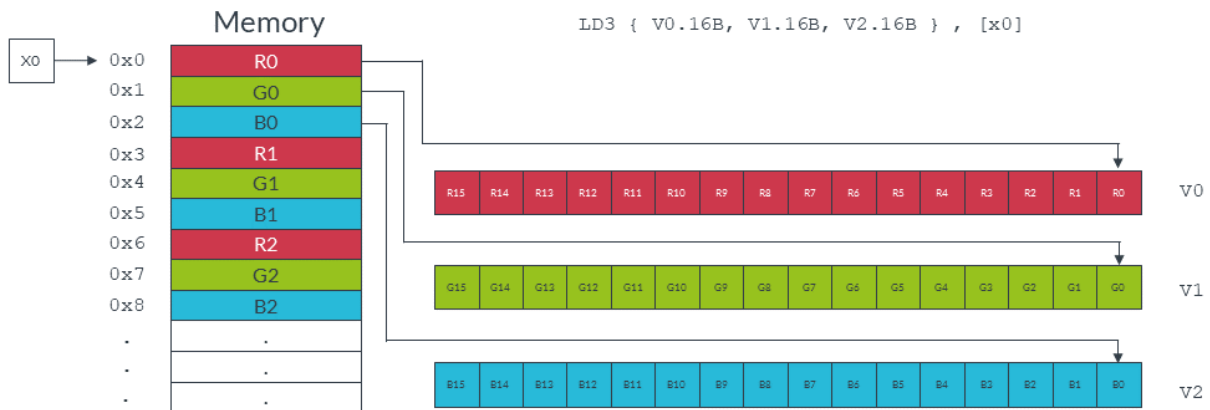 Memory
LD3 { V0.16B, V1.16B, V2.16B } , [x0]
X0
0x0 R0
0x1 G0
0x2 B0
0x3 R1
0x4 G1
0x5 B1
0x6 R2
0x7 G2
0x8 B2
. .
. .
. .
R15 R14 R13 R12 R11 R10 R9 R8 R7 R6 R5 R4 R3 R2 R1 R0 V0
G15 G14 G13 G12 G11 G10 G9 G8 G7 G6 G5 G4 G3 G2 G1 G0 V1
B15 B14 B13 B12 B11 B10 B9 B8 B7 B6 B5 B4 B3 B2 B1 B0 V2